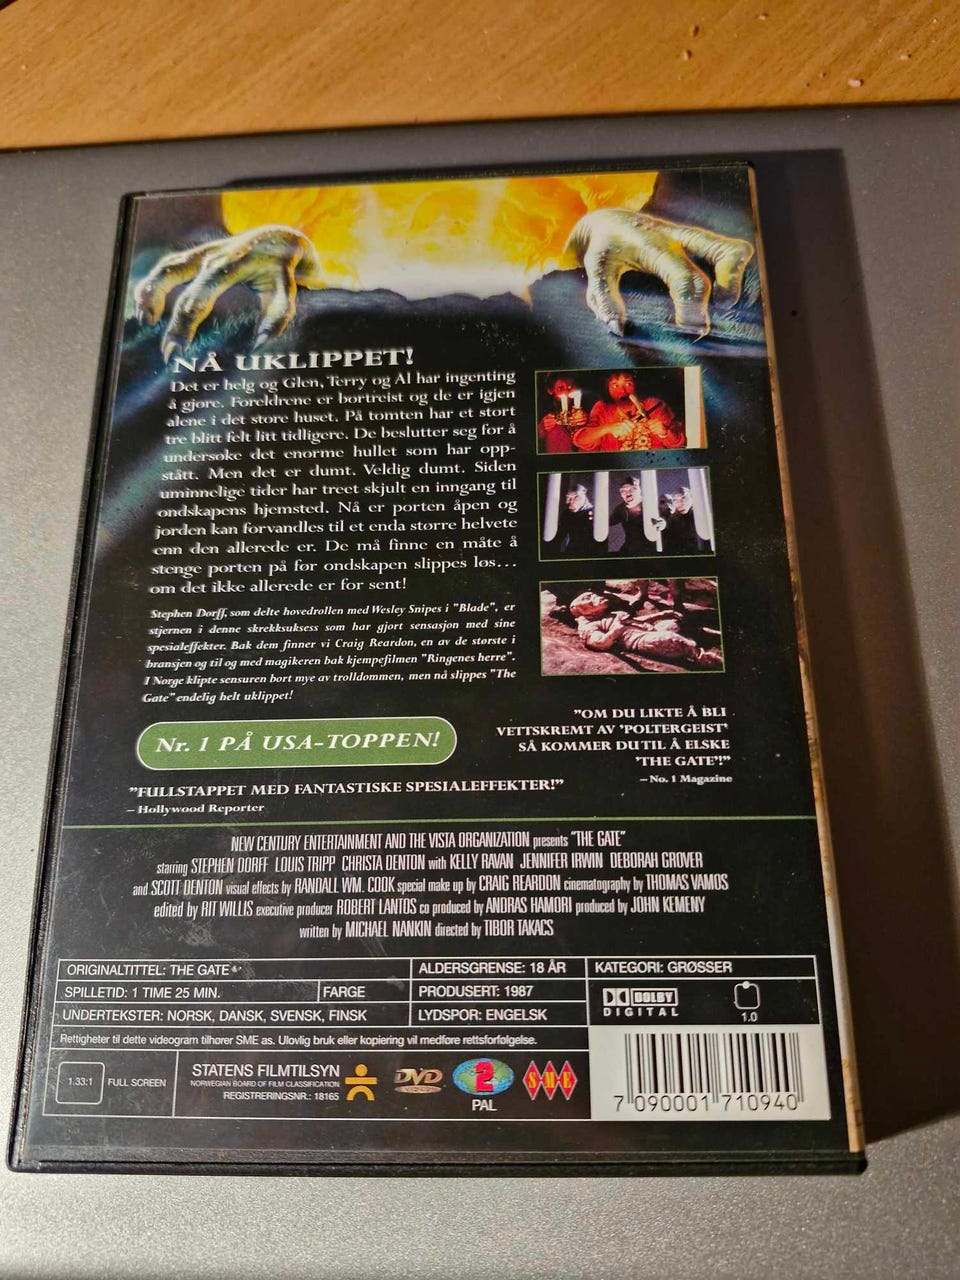 NÅ UKLIPPET!
Det er helg og Glen, Terry og Al har ingenting
å gjøre. Foreldrene er bortreist og de er igjen
alene i det store huset. På tomten har et stort
tre blitt felt litt tidligere. De beslutter seg for å
undersøke det enorme hullet som har opp-
stått. Men det er dumt. Veldig dumt. Siden
uminnelige tider har treet skjult en inngang til
ondskapens hjemsted. Nå er porten åpen og
jorden kan forvandles til et enda større helvete
enn den allerede er. De må finne en måte å
stenge porten på før ondskapen slippes løs...
om det ikke allerede er for sent!
Stephen Dorff, som delte hovedrollen med Wesley Snipes i "Blade", er
stjernen i denne skrekksuksess som har gjort sensasjon med sine
spesialeffekter. Bak dem finner vi Craig Reardon, en av de største i
bransjen og til og med magikeren bak kjempefilmen "Ringenes herre".
I Norge klipte sensuren bort mye av trolldommen, men nå slippes "The
Gate" endelig helt uklippet!
Nr. 1 PÅ USA-TOPPEN!
"OM DU LIKTE Å BLI
VETTSKREMT AV 'POLTERGEIST'
SÅ KOMMER DU TIL Å ELSKE
'THE GATE'!"
– No. 1 Magazine
"FULLSTAPPET MED FANTASTISKE SPESIALEFFEKTER!"
– Hollywood Reporter
NEW CENTURY ENTERTAINMENT AND THE VISTA ORGANIZATION presents "THE GATE"
starring STEPHEN DORFF LOUIS TRIPP CHRISTA DENTON with KELLY RAVAN JENNIFER IRWIN DEBORAH GROVER
and SCOTT DENTON visual effects by RANDALL WM. COOK special make up by CRAIG REARDON cinematography by THOMAS VAMOS
edited by RIT WILLIS executive producer ROBERT LANTOS co produced by ANDRAS HAMORI produced by JOHN KEMENY
written by MICHAEL NANKIN directed by TIBOR TAKACS
ORIGINALTITTEL: THE GATE
ALDERSGRENSE: 18 ÅR
KATEGORI: GRØSSER
SPILLETID: 1 TIME 25 MIN.
FARGE
PRODUSERT: 1987
UNDERTEKSTER: NORSK, DANSK, SVENSK, FINSK
LYDSPOR: ENGELSK
DOLBY
DIGITAL
1.0
Rettigheter til dette videogram tilhører SME as. Ulovlig bruk eller kopiering vil medføre rettsforfølgelse.
1.33:1
FULL SCREEN
STATENS FILMTILSYN
NORWEGIAN BOARD OF FILM CLASSIFICATION
REGISTRERINGSNR.: 18165
DVD
VIDEO
2
PAL
SME
7 090001 710940